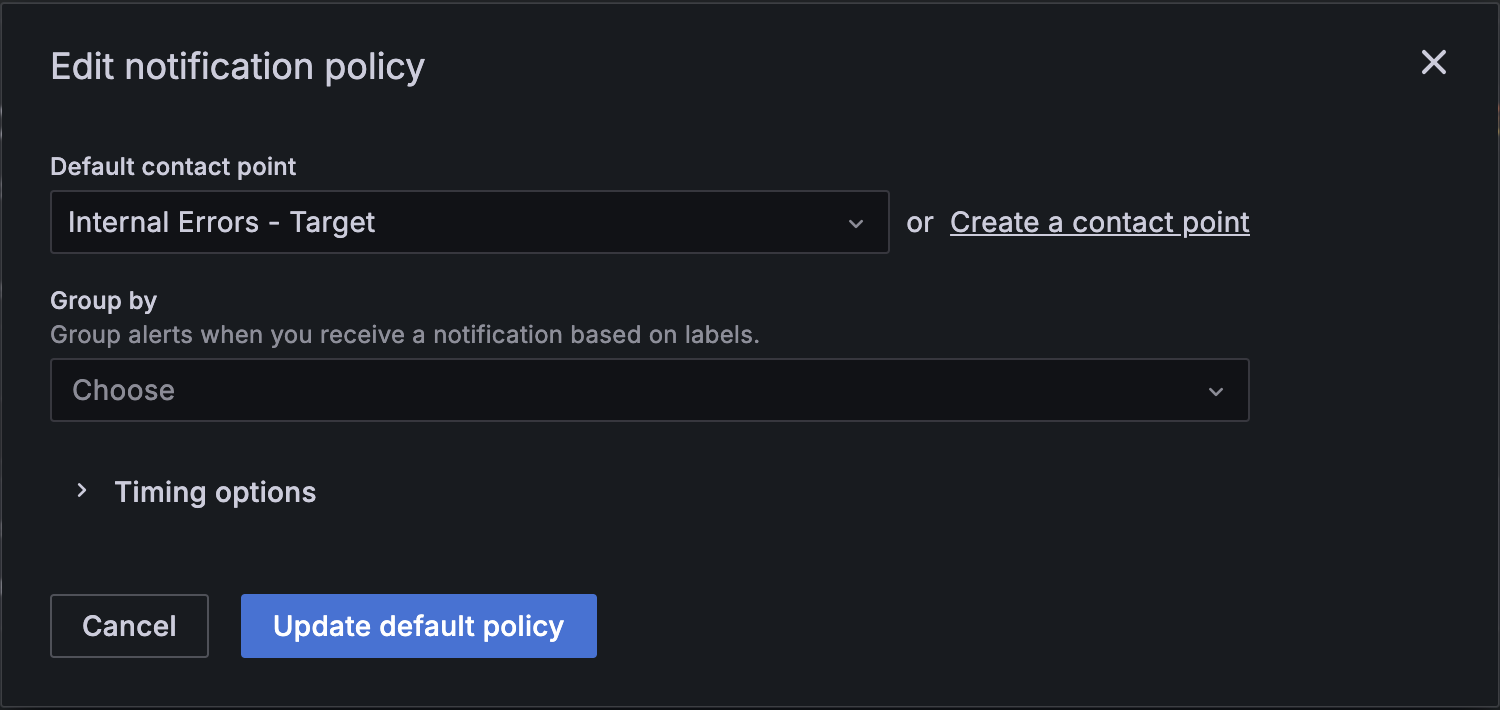 Edit notification policy
Default contact point
Internal Errors - Target or Create a contact point
Group by
Group alerts when you receive a notification based on labels.
Choose
Timing options
Cancel Update default policy